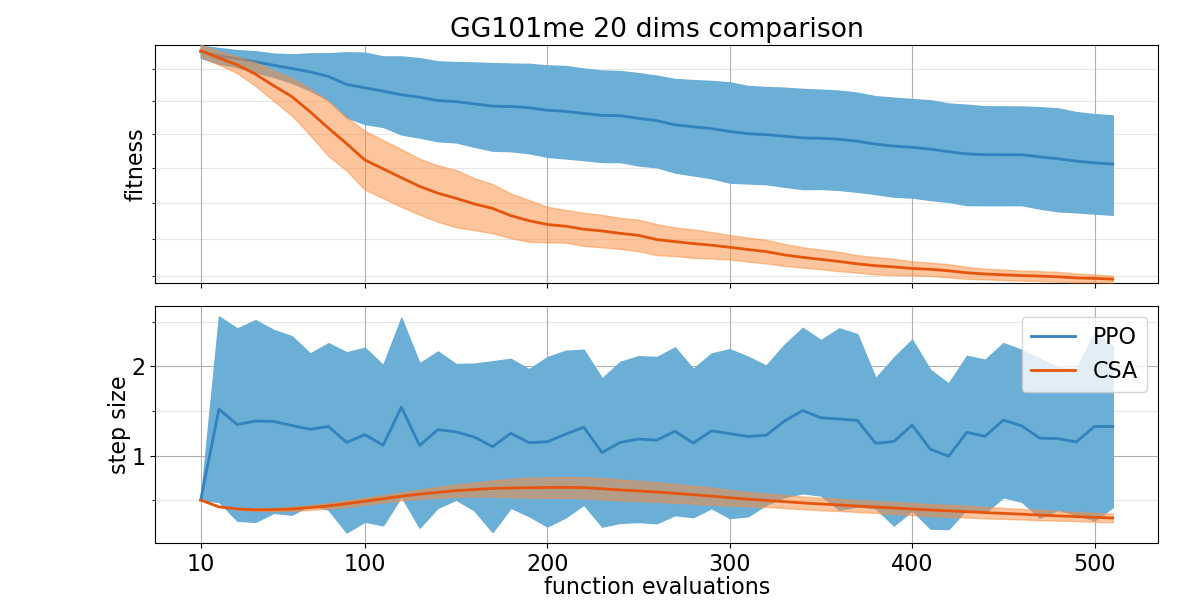 GG101me 20 dims comparison
fitness
step size
2
1
PPO
CSA
10
100
200
300
400
500
function evaluations